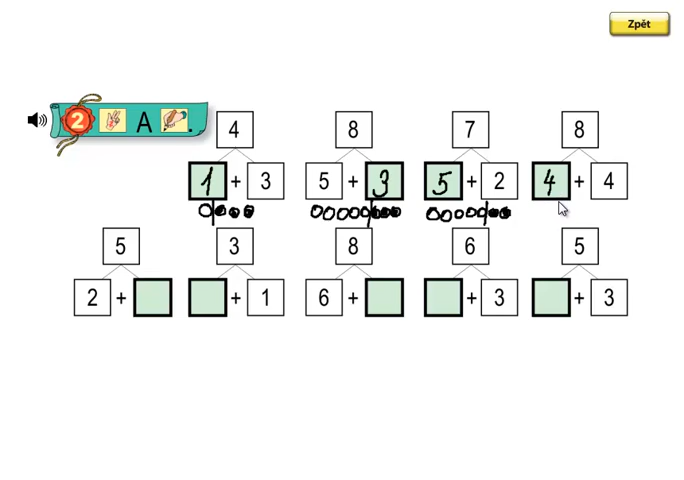 Zpět
2 A .
4 8 7 8
1 + 3 5 + 3 5 + 2 4 + 4
5 3 8 6 5
2 + + 1 6 + + 3 + 3